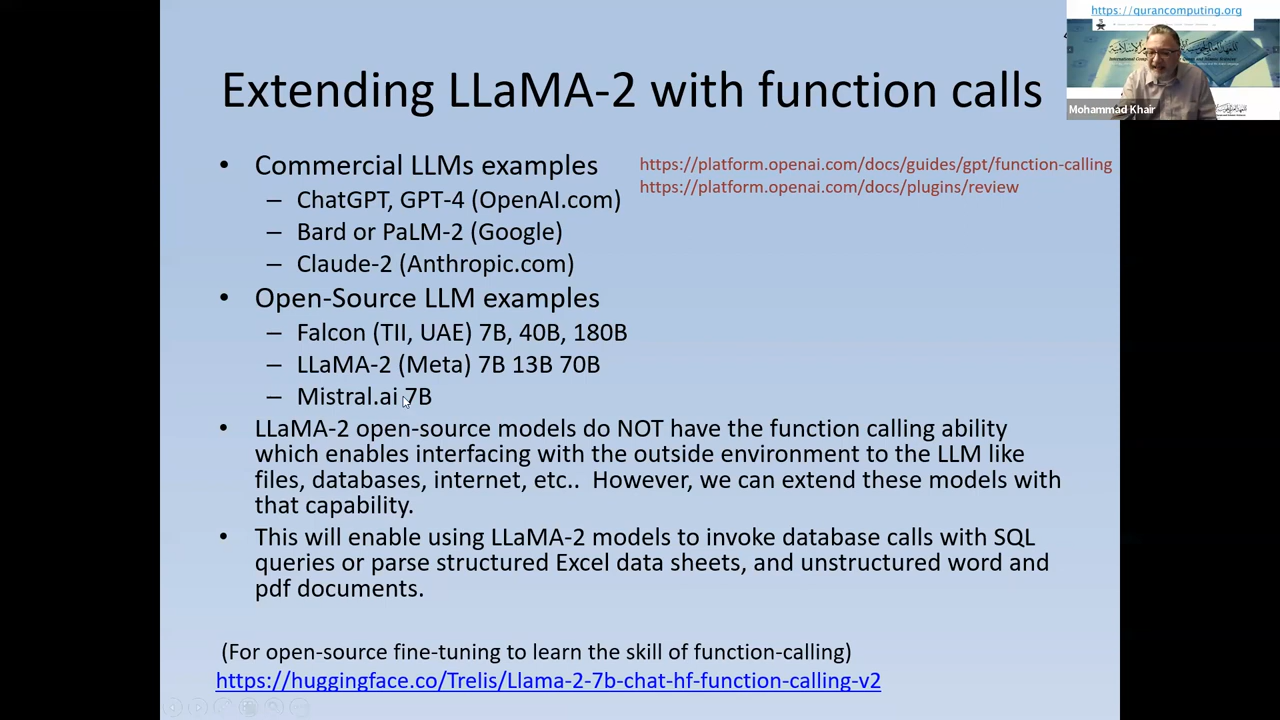 https://qurancomputing.org
Extending LLaMA-2 with function calls
Mohammad Khair
• Commercial LLMs examples
https://platform.openai.com/docs/guides/gpt/function-calling
https://platform.openai.com/docs/plugins/review
– ChatGPT, GPT-4 (OpenAI.com)
– Bard or PaLM-2 (Google)
– Claude-2 (Anthropic.com)
• Open-Source LLM examples
– Falcon (TII, UAE) 7B, 40B, 180B
– LLaMA-2 (Meta) 7B 13B 70B
– Mistral.ai 7B
• LLaMA-2 open-source models do NOT have the function calling ability
which enables interfacing with the outside environment to the LLM like
files, databases, internet, etc.. However, we can extend these models with
that capability.
• This will enable using LLaMA-2 models to invoke database calls with SQL
queries or parse structured Excel data sheets, and unstructured word and
pdf documents.
(For open-source fine-tuning to learn the skill of function-calling)
https://huggingface.co/Trelis/Llama-2-7b-chat-hf-function-calling-v2